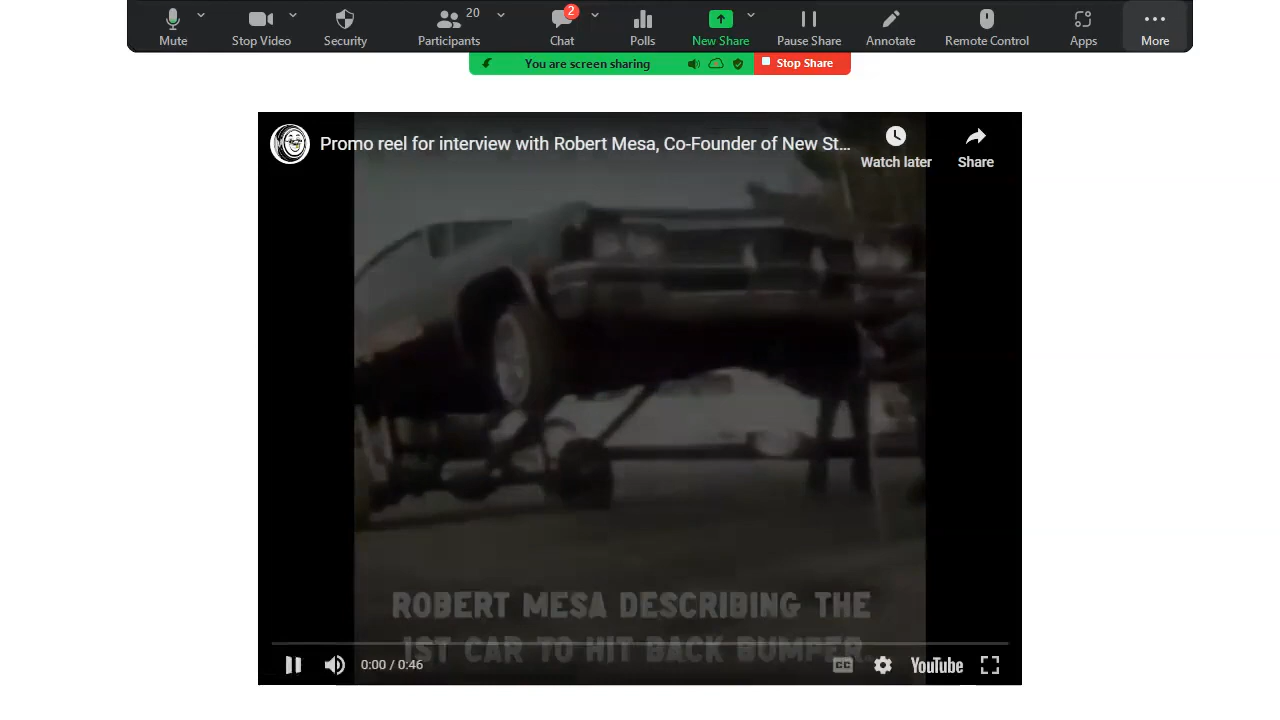 Mute
Stop Video
Security
Participants
20
Chat
2
Polls
New Share
Pause Share
Annotate
Remote Control
Apps
More
You are screen sharing
Stop Share
Promo reel for interview with Robert Mesa, Co-Founder of New St...
Watch later
Share
ROBERT MESA DESCRIBING THE
1ST CAR TO HIT BACK BUMPER.
0:00 / 0:46
CC
YouTube